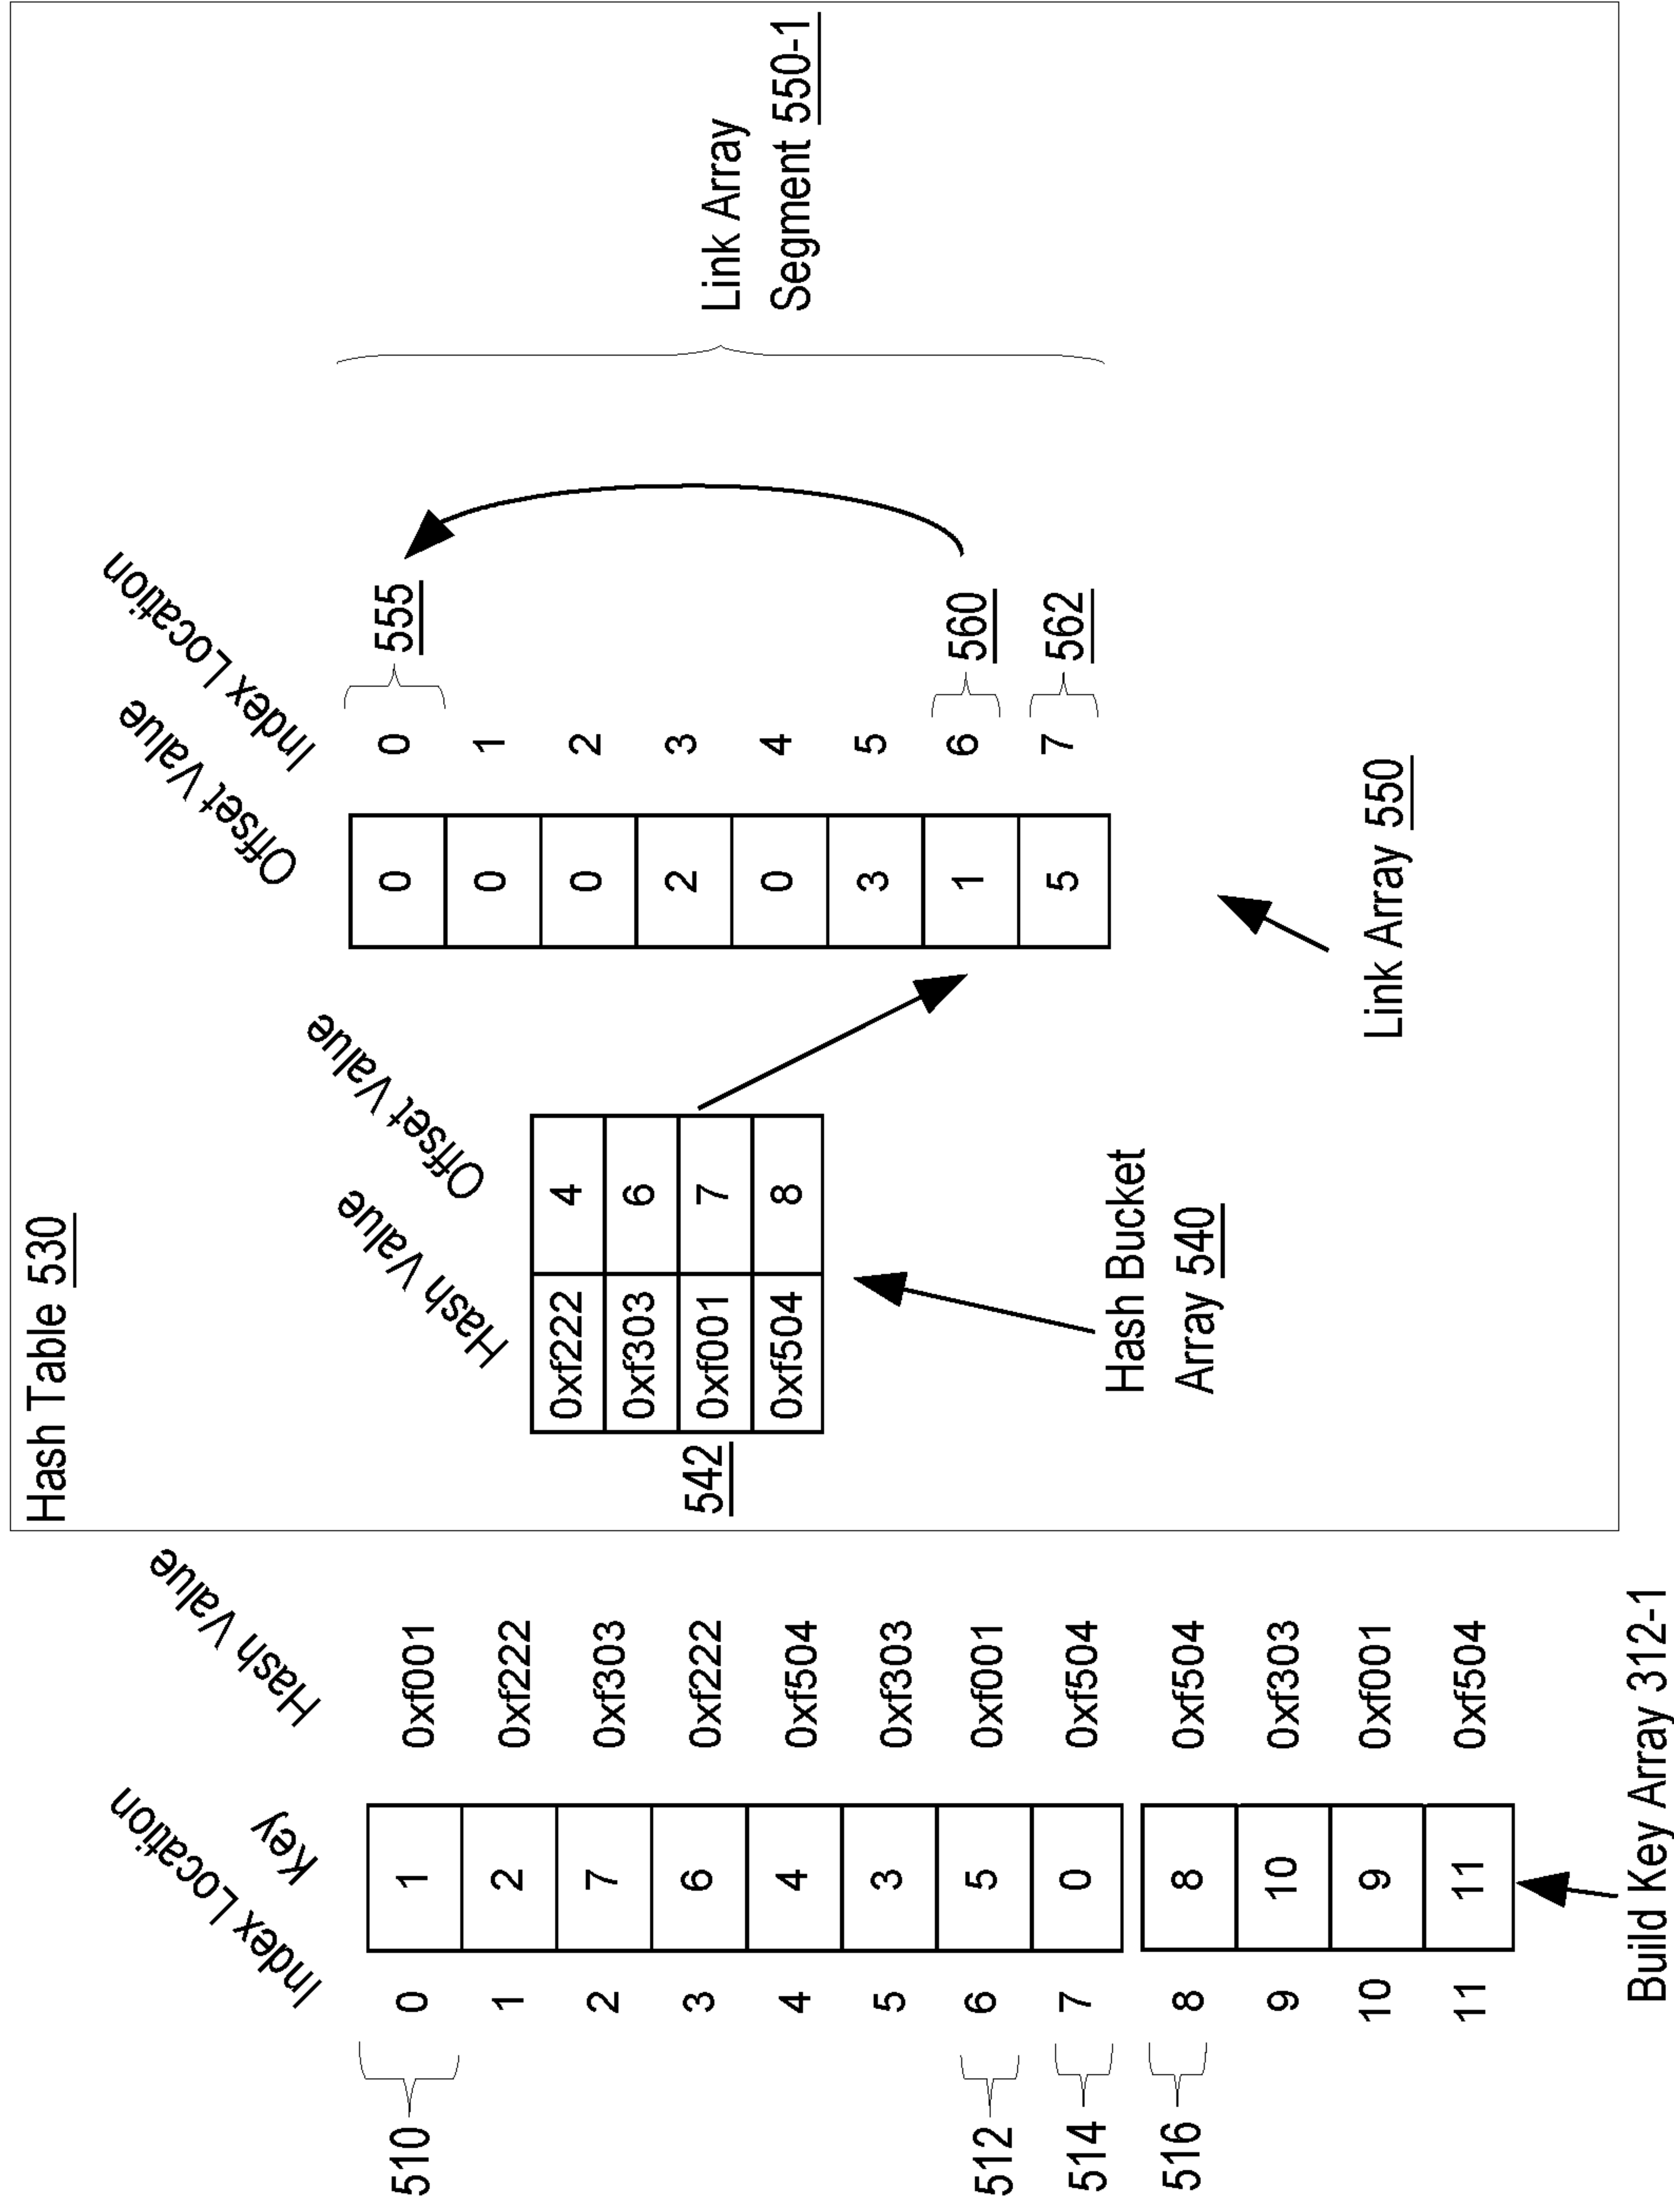 Hash Table 530
Index Location
Key
Hash Value
510
0
1
0xf001
1
2
0xf222
2
7
0xf303
3
6
0xf222
4
4
0xf504
5
3
0xf303
512
6
5
0xf001
514
7
0
0xf504
516
8
8
0xf504
9
10
0xf303
10
9
0xf001
11
11
0xf504
Build Key Array 312-1
Hash Value
Offset Value
0xf222
4
0xf303
6
542
0xf001
7
0xf504
8
Hash Bucket
Array 540
Offset Value
Index Location
0
0
555
0
1
0
2
2
3
0
4
3
5
1
6
560
5
7
562
Link Array 550
Link Array
Segment 550-1